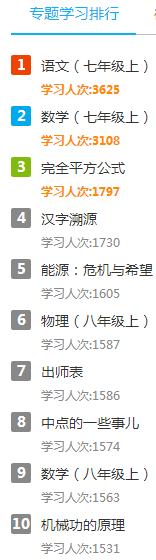 专题学习排行
1 语文（七年级上）
学习人次:3625
2 数学（七年级上）
学习人次:3108
3 完全平方公式
学习人次:1797
4 汉字溯源
学习人次:1730
5 能源：危机与希望
学习人次:1605
6 物理（八年级上）
学习人次:1587
7 出师表
学习人次:1586
8 中点的一些事儿
学习人次:1574
9 数学（八年级上）
学习人次:1563
10 机械功的原理
学习人次:1531